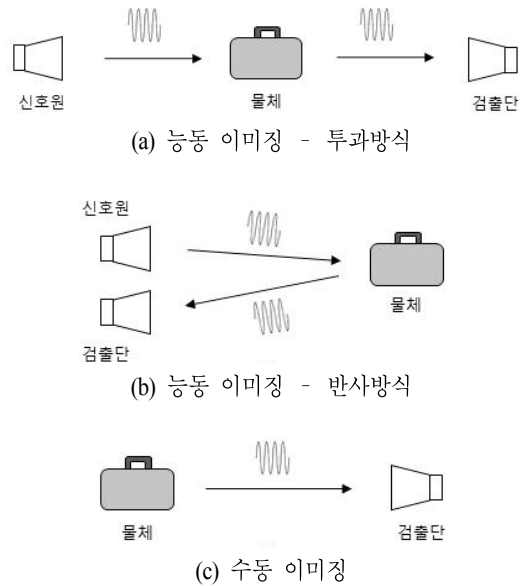 신호원 물체 검출단
(a) 능동 이미징 - 투과방식
신호원
물체
검출단
(b) 능동 이미징 - 반사방식
물체 검출단
(c) 수동 이미징